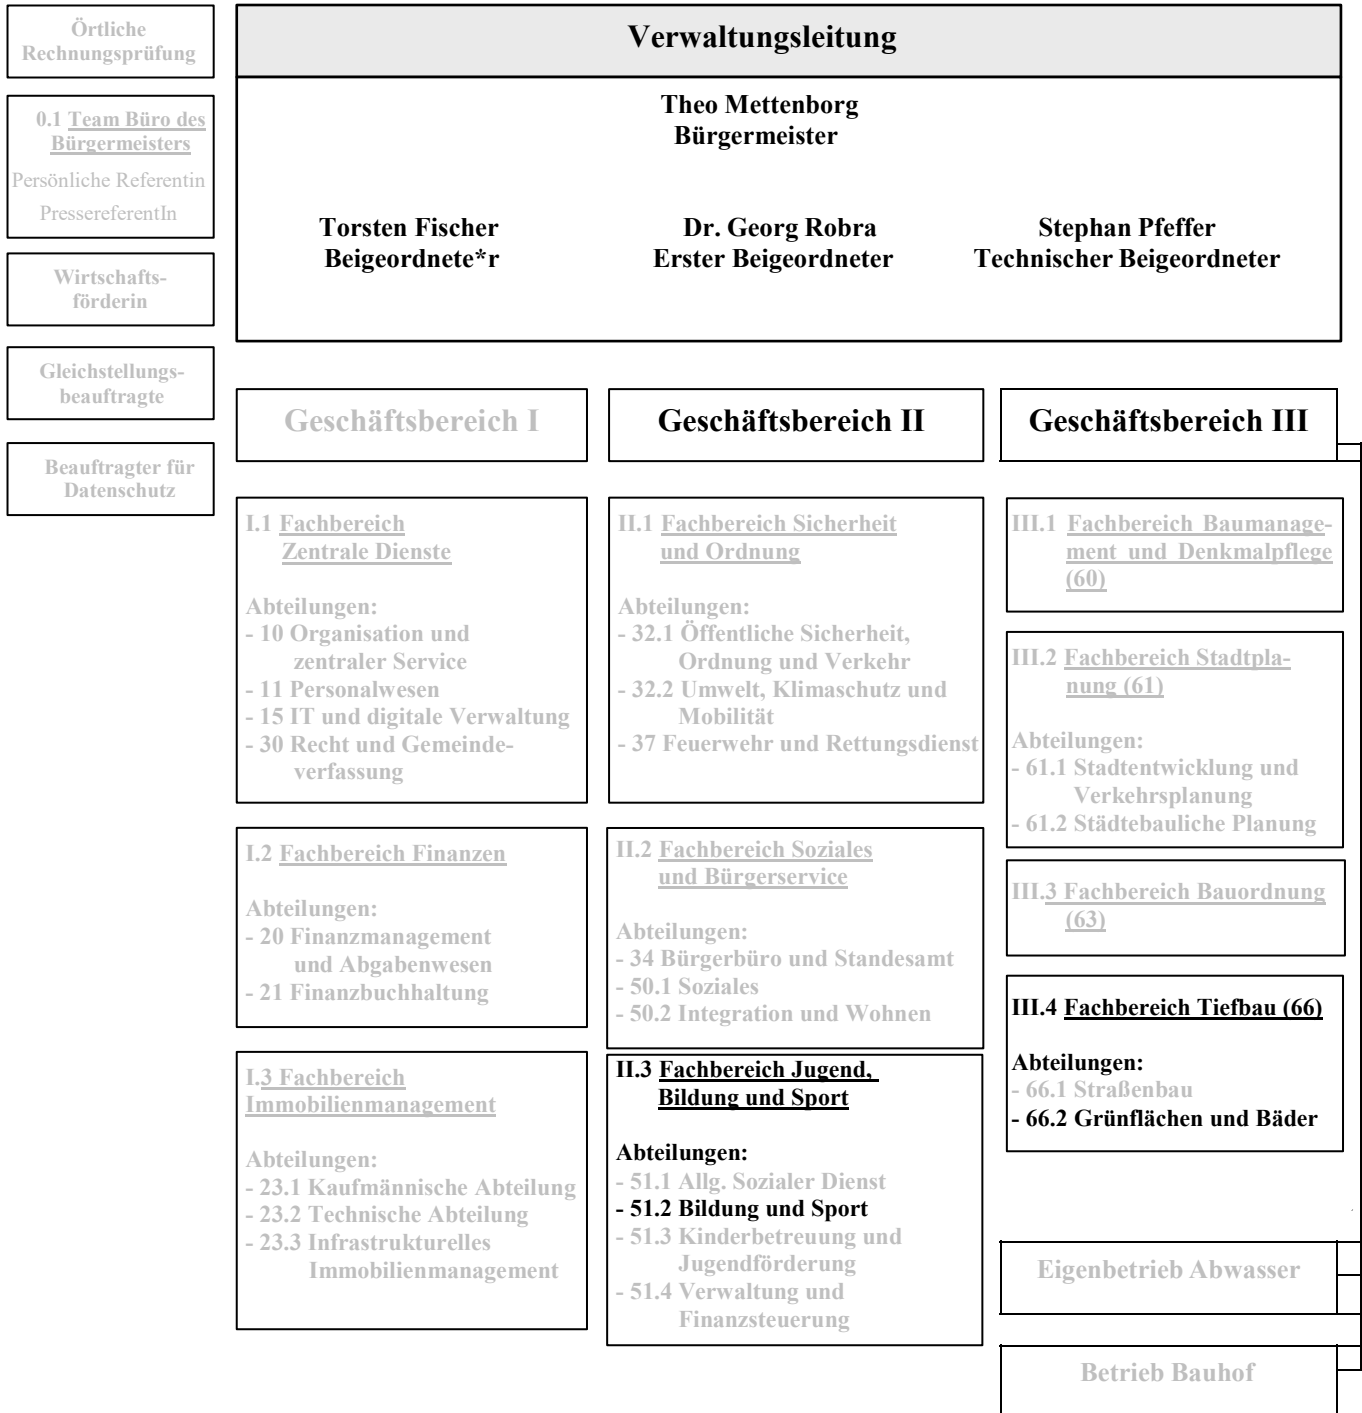 Örtliche
Rechnungsprüfung
0.1 Team Büro des
Bürgermeisters
Persönliche Referentin
PressereferentIn
Wirtschafts-
förderin
Gleichstellungs-
beauftragte
Beauftragter für
Datenschutz
Verwaltungsleitung
Theo Mettenborg
Bürgermeister
Torsten Fischer
Beigeordnete*r
Dr. Georg Robra
Erster Beigeordneter
Stephan Pfeffer
Technischer Beigeordneter
Geschäftsbereich I
I.1 Fachbereich
Zentrale Dienste
Abteilungen:
- 10 Organisation und
zentraler Service
- 11 Personalwesen
- 15 IT und digitale Verwaltung
- 30 Recht und Gemeinde-
verfassung
I.2 Fachbereich Finanzen
Abteilungen:
- 20 Finanzmanagement
und Abgabenwesen
- 21 Finanzbuchhaltung
I.3 Fachbereich
Immobilienmanagement
Abteilungen:
- 23.1 Kaufmännische Abteilung
- 23.2 Technische Abteilung
- 23.3 Infrastrukturelles
Immobilienmanagement
Geschäftsbereich II
II.1 Fachbereich Sicherheit
und Ordnung
Abteilungen:
- 32.1 Öffentliche Sicherheit,
Ordnung und Verkehr
- 32.2 Umwelt, Klimaschutz und
Mobilität
- 37 Feuerwehr und Rettungsdienst
II.2 Fachbereich Soziales
und Bürgerservice
Abteilungen:
- 34 Bürgerbüro und Standesamt
- 50.1 Soziales
- 50.2 Integration und Wohnen
II.3 Fachbereich Jugend,
Bildung und Sport
Abteilungen:
- 51.1 Allg. Sozialer Dienst
- 51.2 Bildung und Sport
- 51.3 Kinderbetreuung und
Jugendförderung
- 51.4 Verwaltung und
Finanzsteuerung
Geschäftsbereich III
III.1 Fachbereich Baumanage-
ment und Denkmalpflege
(60)
III.2 Fachbereich Stadtpla-
nung (61)
Abteilungen:
- 61.1 Stadtentwicklung und
Verkehrsplanung
- 61.2 Städtebauliche Planung
III.3 Fachbereich Bauordnung
(63)
III.4 Fachbereich Tiefbau (66)
Abteilungen:
- 66.1 Straßenbau
- 66.2 Grünflächen und Bäder
Eigenbetrieb Abwasser
Betrieb Bauhof